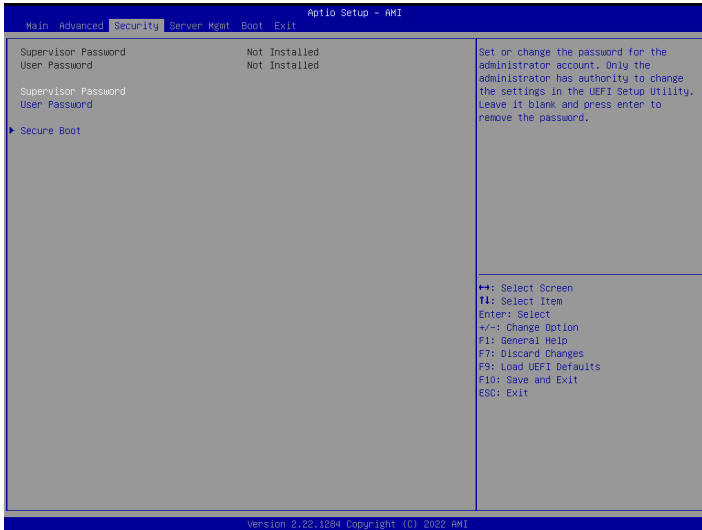 Aptio Setup - AMI
Main Advanced Security Server Mgmt Boot Exit
Supervisor Password Not Installed
User Password Not Installed
Supervisor Password
User Password
Secure Boot
Set or change the password for the
administrator account. Only the
administrator has authority to change
the settings in the UEFI Setup Utility.
Leave it blank and press enter to
remove the password.
↔: Select Screen
↑↓: Select Item
Enter: Select
+/-: Change Option
F1: General Help
F7: Discard Changes
F9: Load UEFI Defaults
F10: Save and Exit
ESC: Exit
Version 2.22.1284 Copyright (C) 2022 AMI